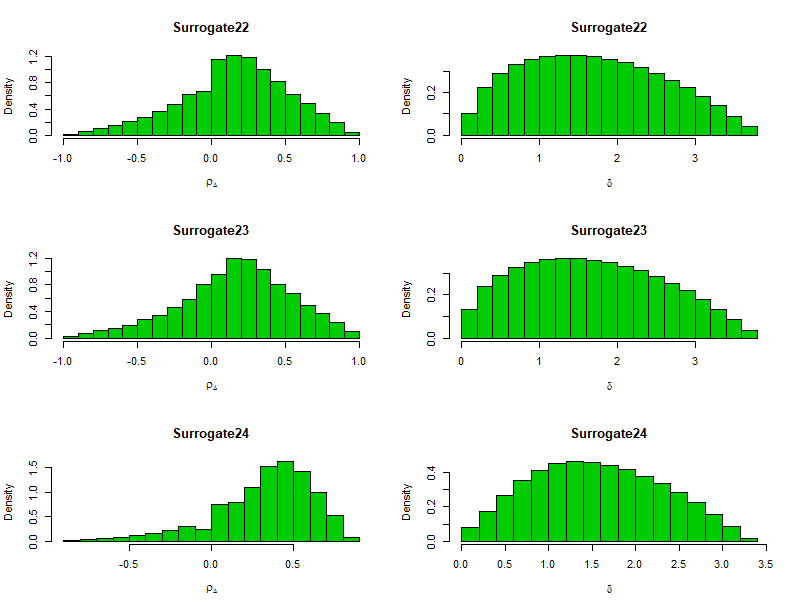 Surrogate22
Density
0.0 0.4 0.8 1.2
-1.0 -0.5 0.0 0.5 1.0
ρΔ
Surrogate22
Density
0.0 0.2
0 1 2 3
δ
Surrogate23
Density
0.0 0.4 0.8 1.2
-1.0 -0.5 0.0 0.5 1.0
ρΔ
Surrogate23
Density
0.0 0.2
0 1 2 3
δ
Surrogate24
Density
0.0 0.5 1.0 1.5
-0.5 0.0 0.5
ρΔ
Surrogate24
Density
0.0 0.2 0.4
0.0 0.5 1.0 1.5 2.0 2.5 3.0 3.5
δ